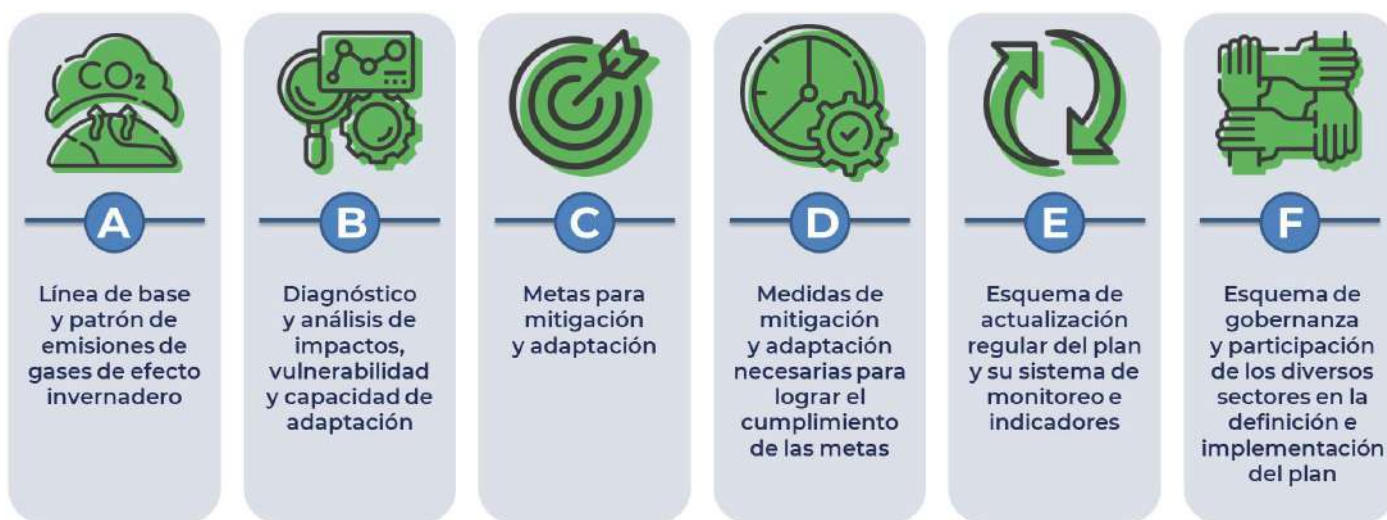 CO₂
A
Línea de base
y patrón de
emisiones de
gases de efecto
invernadero
B
Diagnóstico
y análisis de
impactos,
vulnerabilidad
y capacidad de
adaptación
C
Metas para
mitigación
y adaptación
D
Medidas de
mitigación
y adaptación
necesarias para
lograr el
cumplimiento
de las metas
E
Esquema de
actualización
regular del plan
y su sistema de
monitoreo e
indicadores
F
Esquema de
gobernanza
y participación
de los diversos
sectores en la
definición e
implementación
del plan